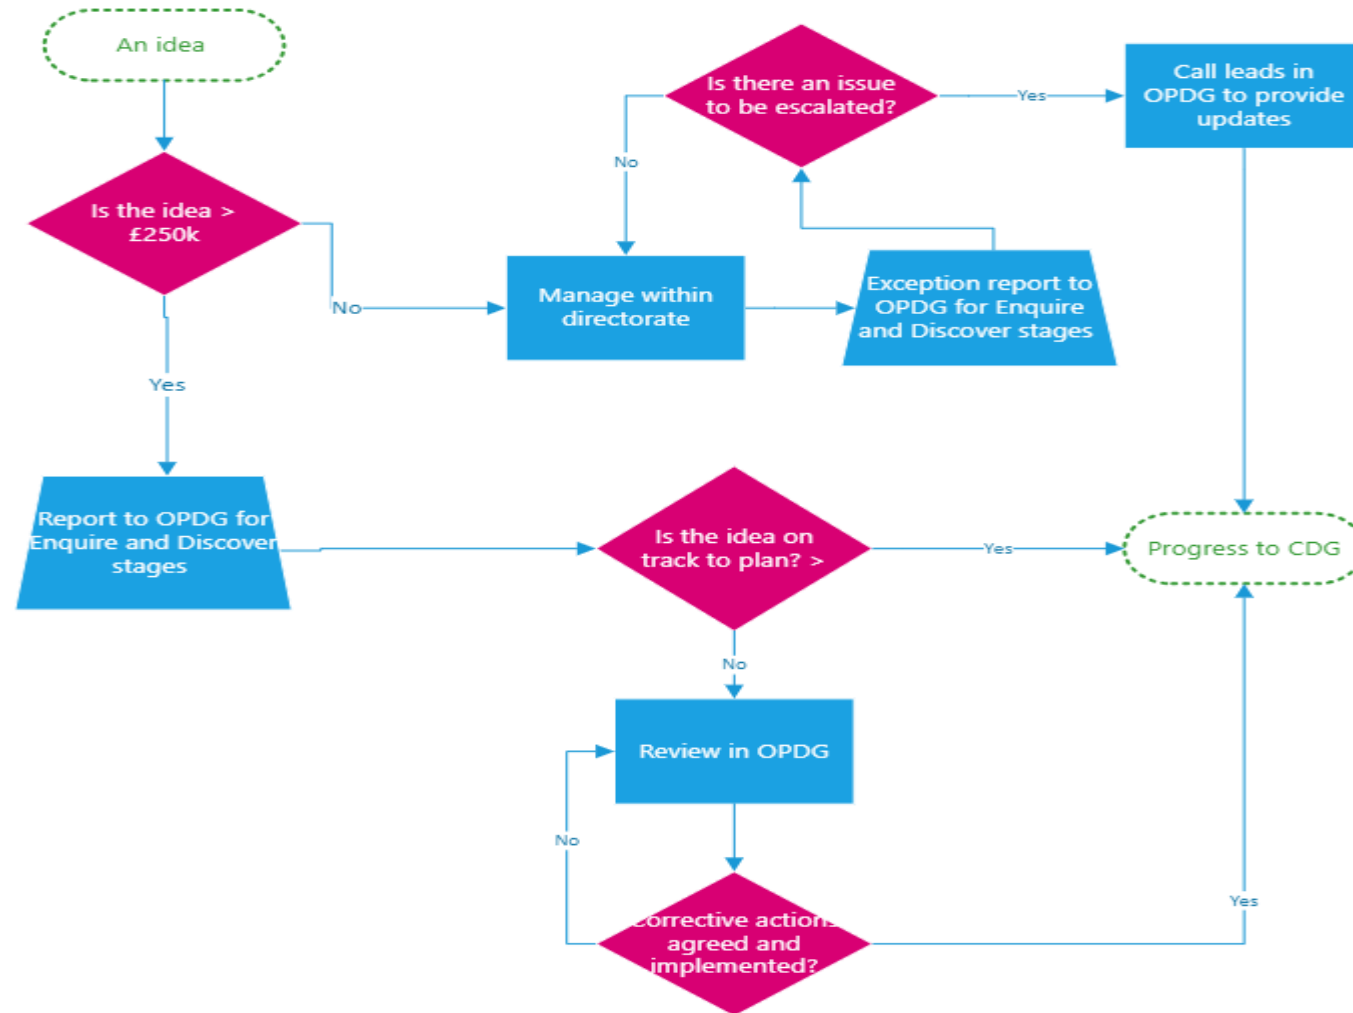 An idea
Is the idea >
£250k
No
Yes
Manage within
directorate
Exception report to
OPDG for Enquire
and Discover stages
Is there an issue
to be escalated?
No
Yes
Call leads in
OPDG to provide
updates
Report to OPDG for
Enquire and Discover
stages
Is the idea on
track to plan? >
Yes
Progress to CDG
No
Review in OPDG
No
Corrective actions
agreed and
implemented?
Yes